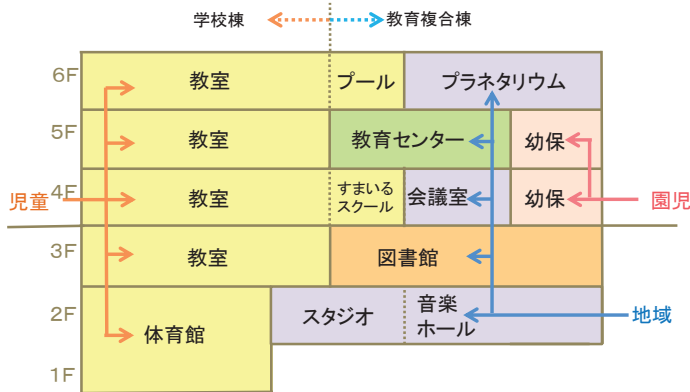 学校棟 教育複合棟
6F 教室 プール プラネタリウム
5F 教室 教育センター 幼保
児童 4F 教室 すまいる
スクール 会議室 幼保 園児
3F 教室 図書館
2F 体育館 スタジオ 音楽
ホール 地域
1F